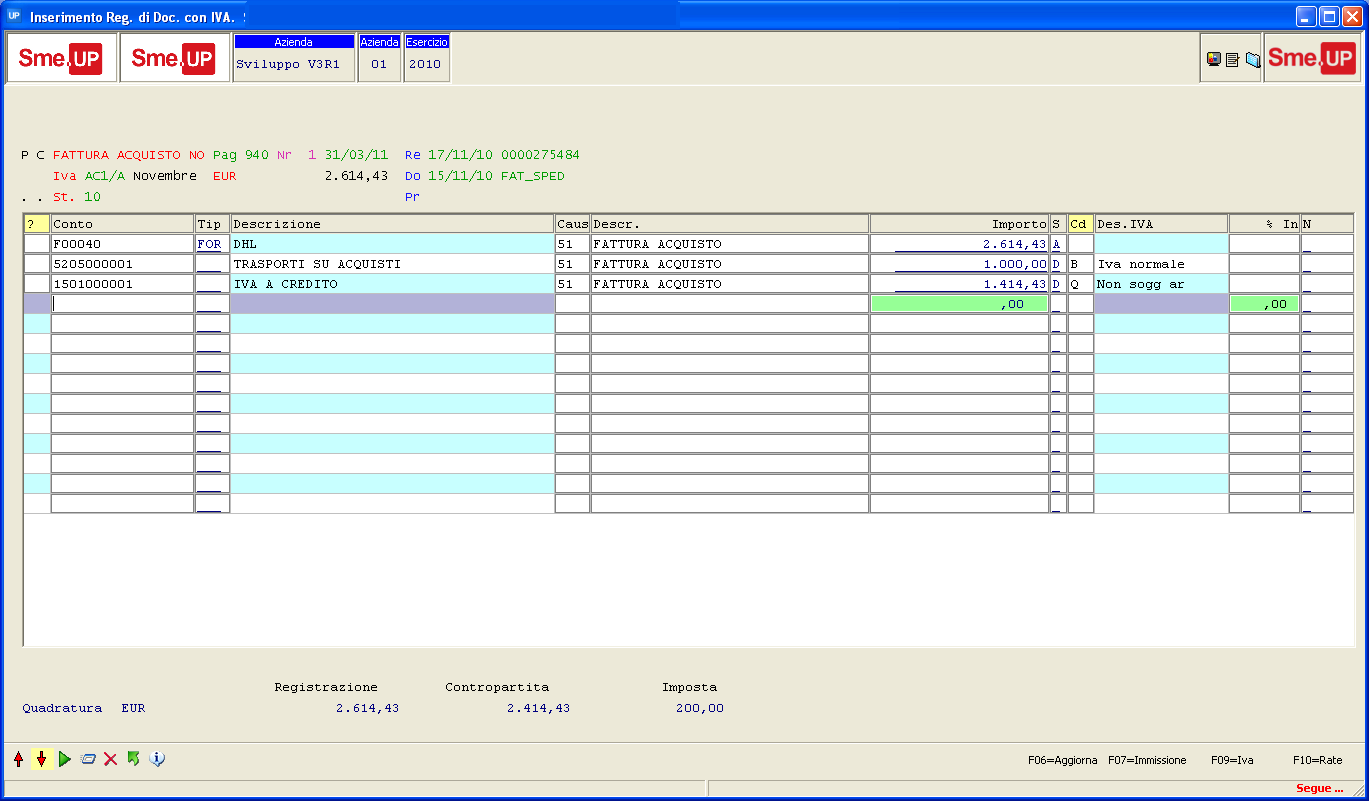 UP Inserimento Reg. di Doc. con IVA.
Sme.UP Sme.UP Azienda Azienda Esercizio Sme.UP
Sviluppo V3R1 01 2010
P C FATTURA ACQUISTO NO Pag 940 Nr 1 31/03/11 Re 17/11/10 0000275484
Iva AC1/A Novembre EUR 2.614,43 Do 15/11/10 FAT_SPED
. . St. 10 Pr
? Conto Tip Descrizione Caus Descr. Importo S Cd Des.IVA % In N
F00040 FOR DHL 51 FATTURA ACQUISTO 2.614,43 A _
5205000001 ___ TRASPORTI SU ACQUISTI 51 FATTURA ACQUISTO 1.000,00 D B Iva normale _
1501000001 ___ IVA A CREDITO 51 FATTURA ACQUISTO 1.414,43 D Q Non sogg ar _
___ ,00 _ ,00 _
Registrazione Contropartita Imposta
Quadratura EUR 2.614,43 2.414,43 200,00
F06=Aggiorna F07=Immissione F09=Iva F10=Rate
Segue ...